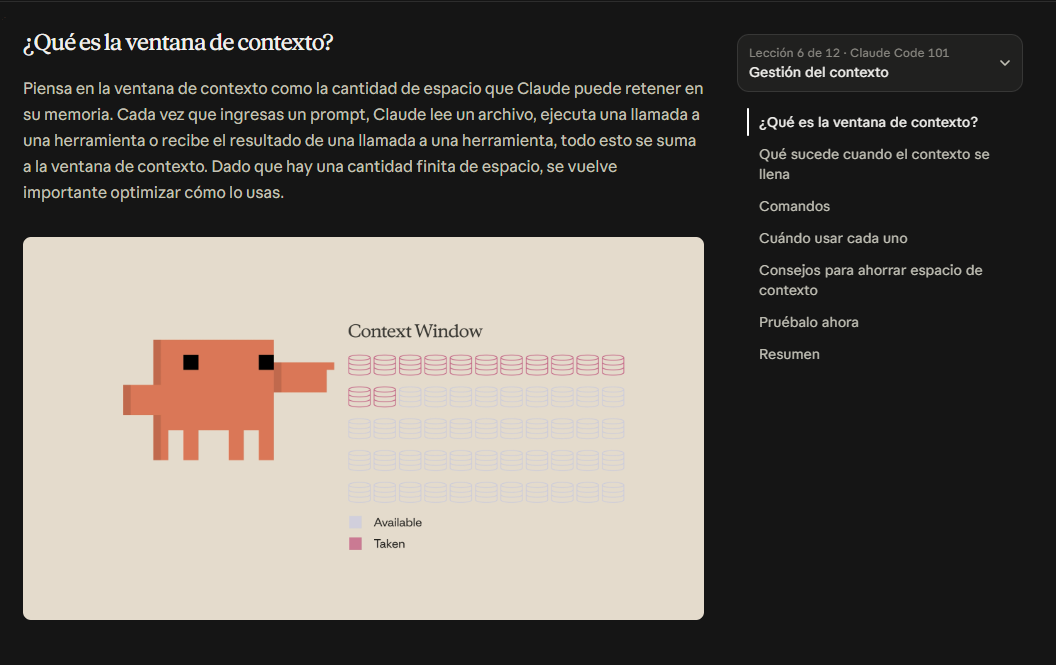 ¿Qué es la ventana de contexto?
Piensa en la ventana de contexto como la cantidad de espacio que Claude puede retener en
su memoria. Cada vez que ingresas un prompt, Claude lee un archivo, ejecuta una llamada a
una herramienta o recibe el resultado de una llamada a una herramienta, todo esto se suma
a la ventana de contexto. Dado que hay una cantidad finita de espacio, se vuelve
importante optimizar cómo lo usas.
Context Window
Available
Taken
Lección 6 de 12 · Claude Code 101
Gestión del contexto
¿Qué es la ventana de contexto?
Qué sucede cuando el contexto se
llena
Comandos
Cuándo usar cada uno
Consejos para ahorrar espacio de
contexto
Pruébalo ahora
Resumen